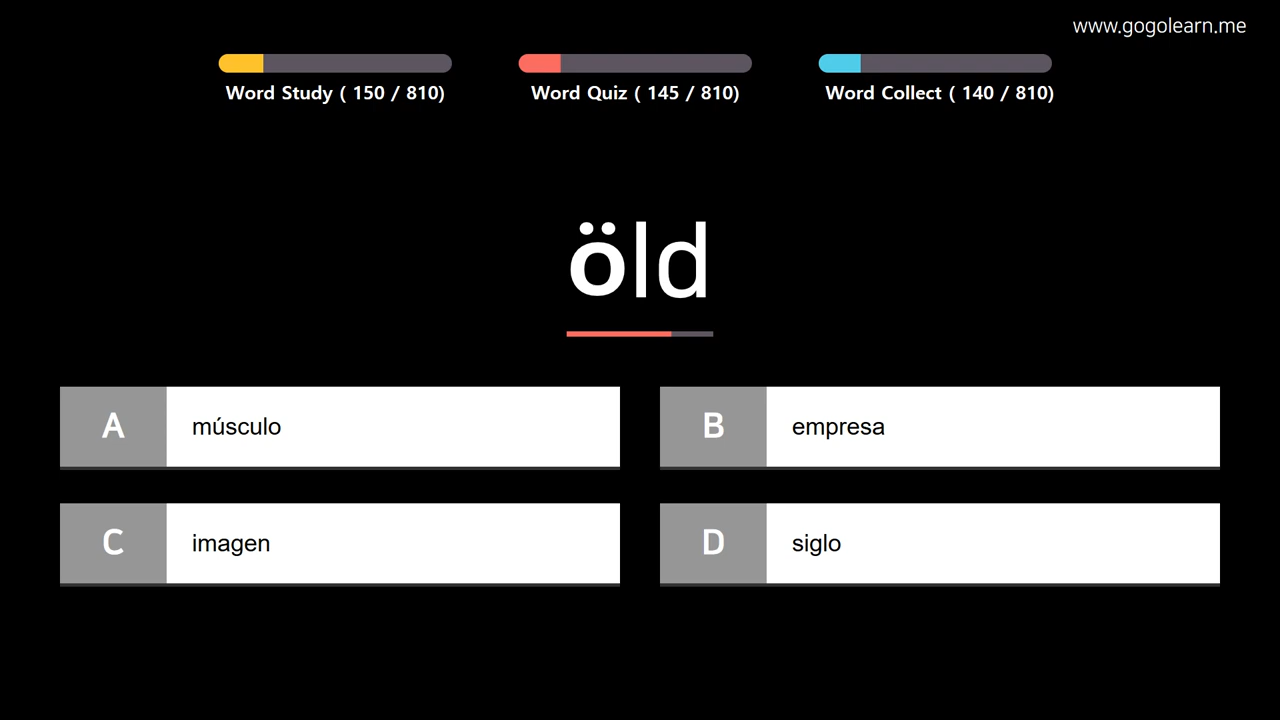 www.gogolearn.me
Word Study ( 150 / 810)
Word Quiz ( 145 / 810)
Word Collect ( 140 / 810)
öld
A músculo
B empresa
C imagen
D siglo